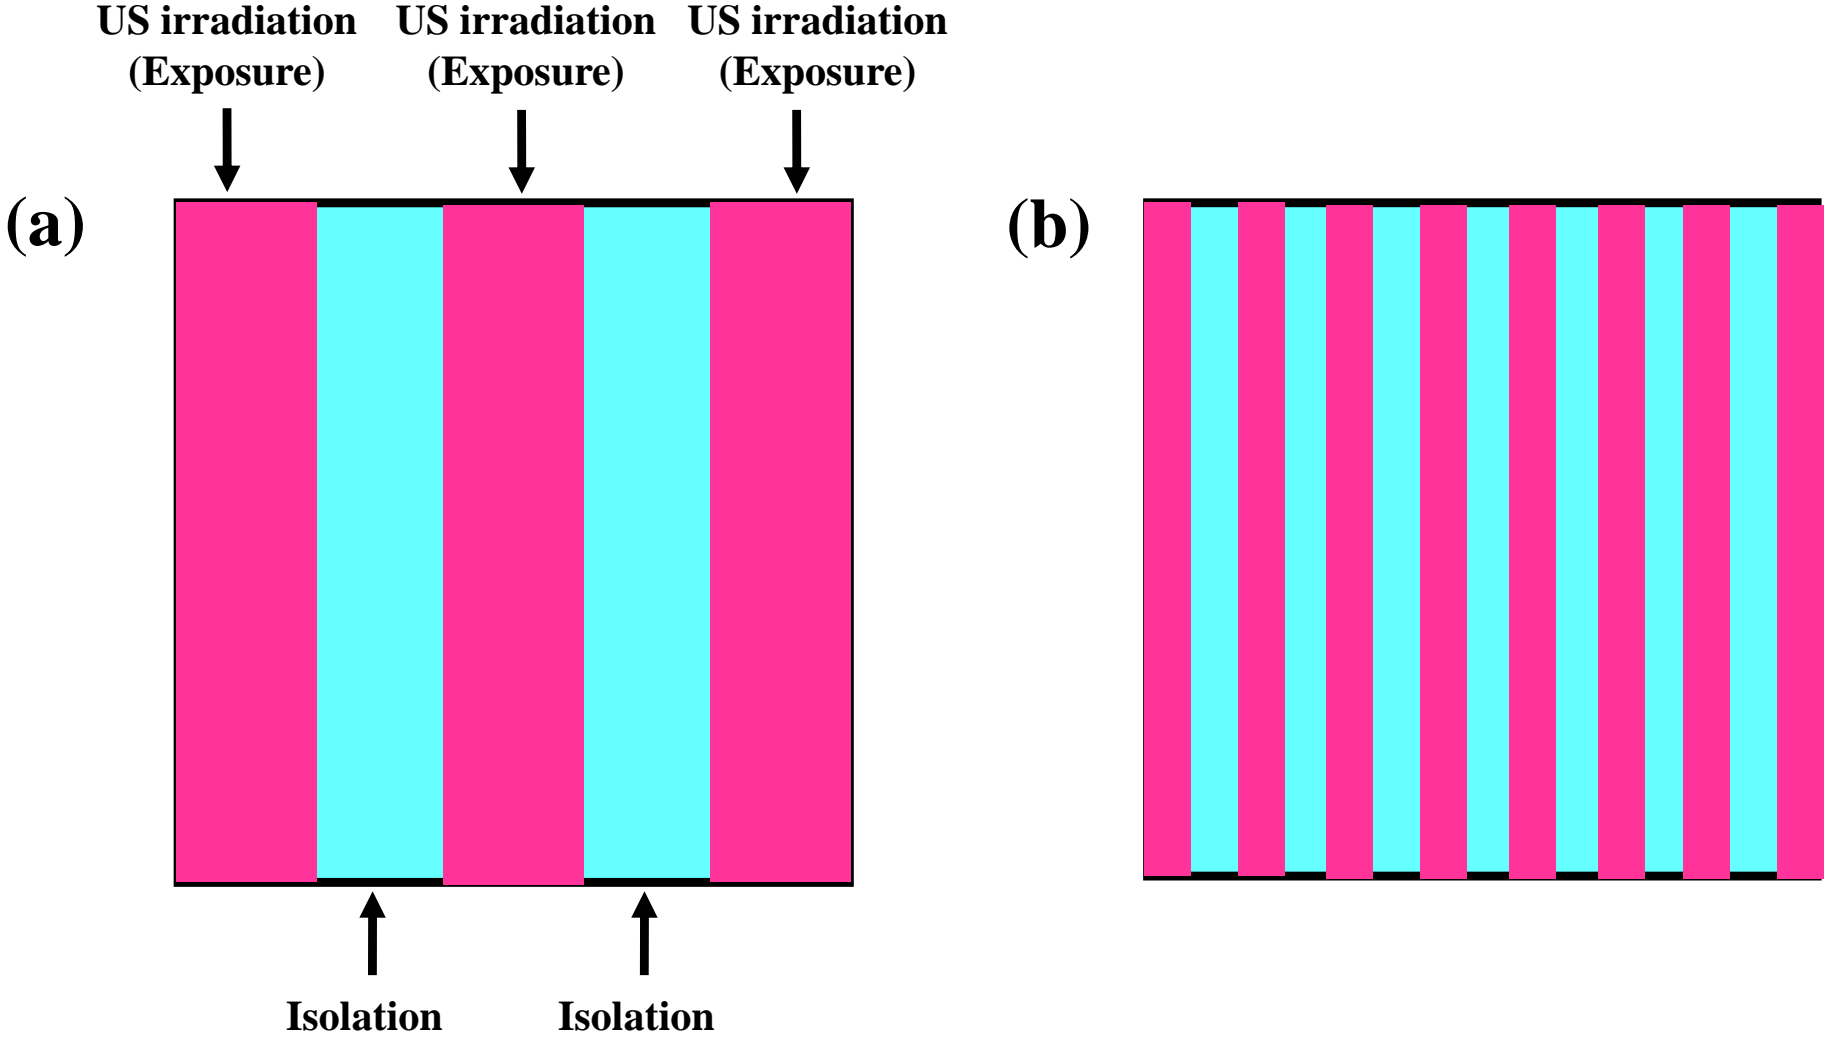 US irradiation US irradiation US irradiation
(Exposure) (Exposure) (Exposure)
(a) (b)
Isolation Isolation